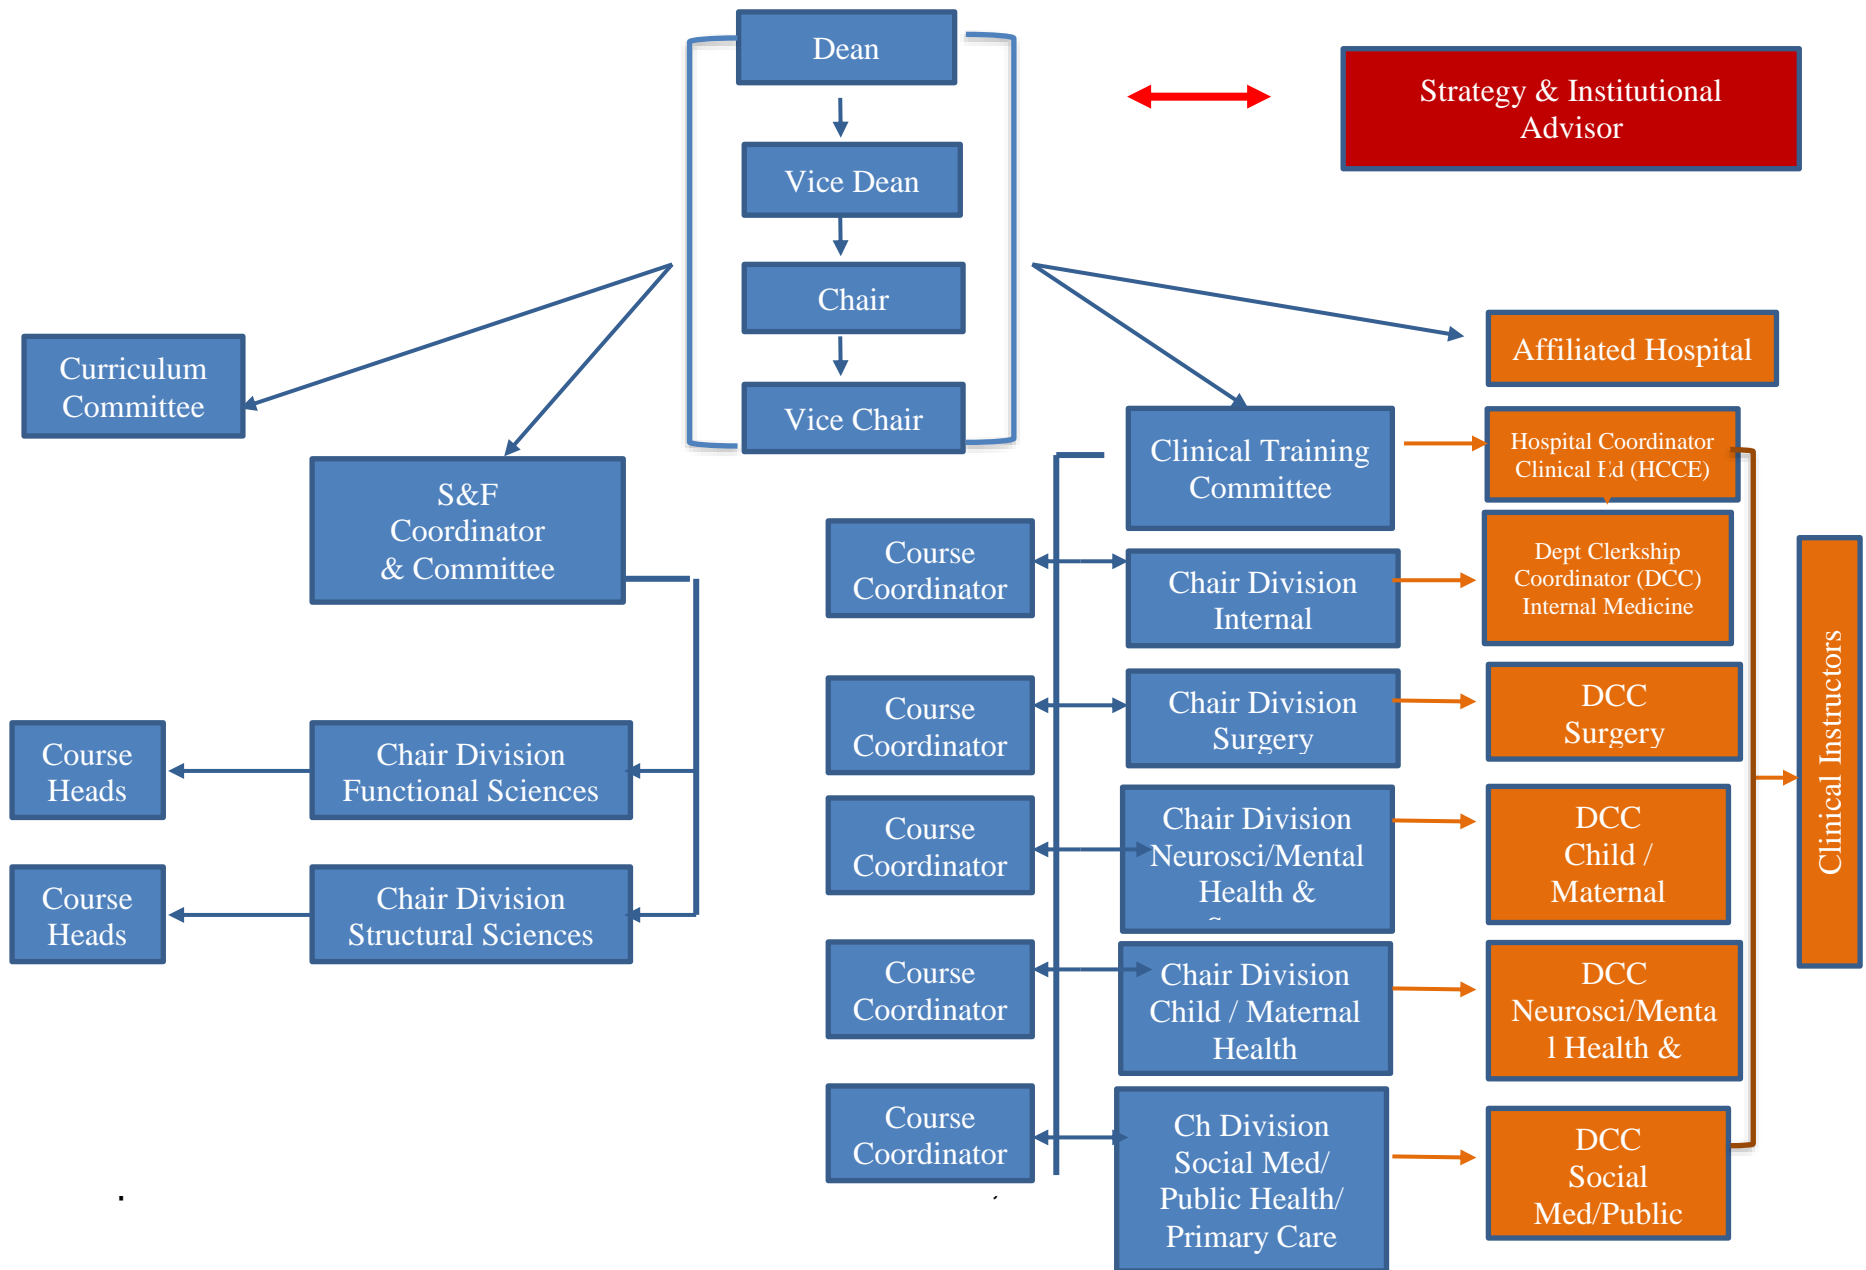 Dean
Strategy & Institutional
Advisor
Vice Dean
Chair
Vice Chair
Curriculum
Committee
S&F
Coordinator
& Committee
Course
Heads
Chair Division
Functional Sciences
Course
Heads
Chair Division
Structural Sciences
Affiliated Hospital
Clinical Training
Committee
Hospital Coordinator
Clinical Ed (HCCE)
Course
Coordinator
Chair Division
Internal
Dept Clerkship
Coordinator (DCC)
Internal Medicine
Course
Coordinator
Chair Division
Surgery
DCC
Surgery
Course
Coordinator
Chair Division
Neurosci/Mental
Health &
DCC
Child /
Maternal
Course
Coordinator
Chair Division
Child / Maternal
Health
DCC
Neurosci/Menta
l Health &
Course
Coordinator
Ch Division
Social Med/
Public Health/
Primary Care
DCC
Social
Med/Public
Clinical Instructors